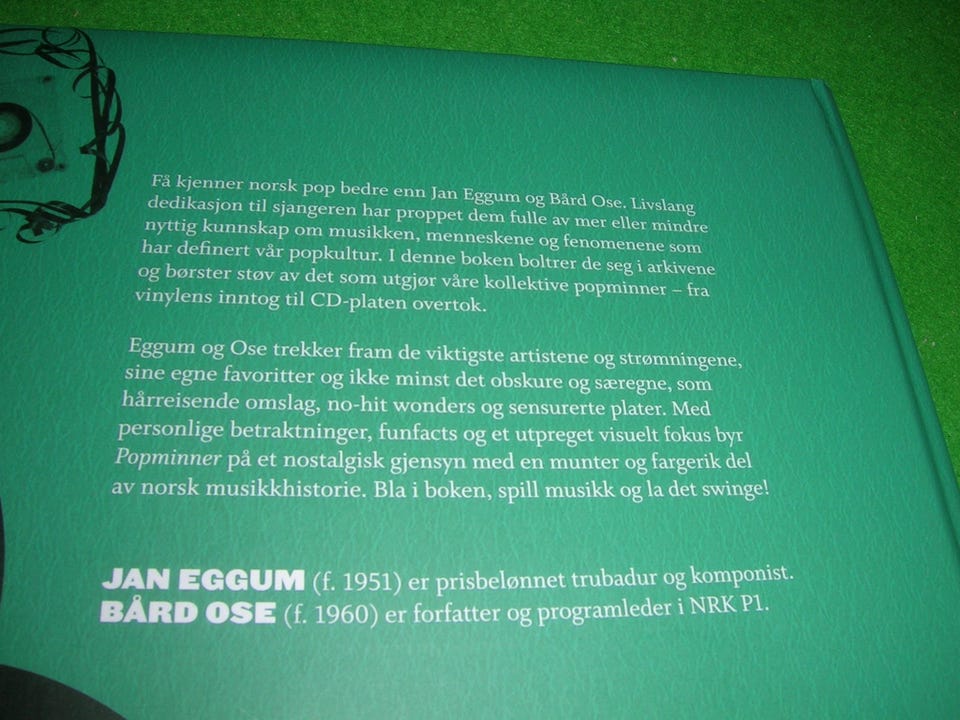 Få kjenner norsk pop bedre enn Jan Eggum og Bård Ose. Livslang
dedikasjon til sjangeren har proppet dem fulle av mer eller mindre
nyttig kunnskap om musikken, menneskene og fenomenene som
har definert vår popkultur. I denne boken boltrer de seg i arkivene
og børster støv av det som utgjør våre kollektive popminner – fra
vinylens inntog til CD-platen overtok.
Eggum og Ose trekker fram de viktigste artistene og strømningene,
sine egne favoritter og ikke minst det obskure og særegne, som
hårreisende omslag, no-hit wonders og sensurerte plater. Med
personlige betraktninger, funfacts og et utpreget visuelt fokus byr
Popminner på et nostalgisk gjensyn med en munter og fargerik del
av norsk musikkhistorie. Bla i boken, spill musikk og la det swinge!
JAN EGGUM (f. 1951) er prisbelønnet trubadur og komponist.
BÅRD OSE (f. 1960) er forfatter og programleder i NRK P1.